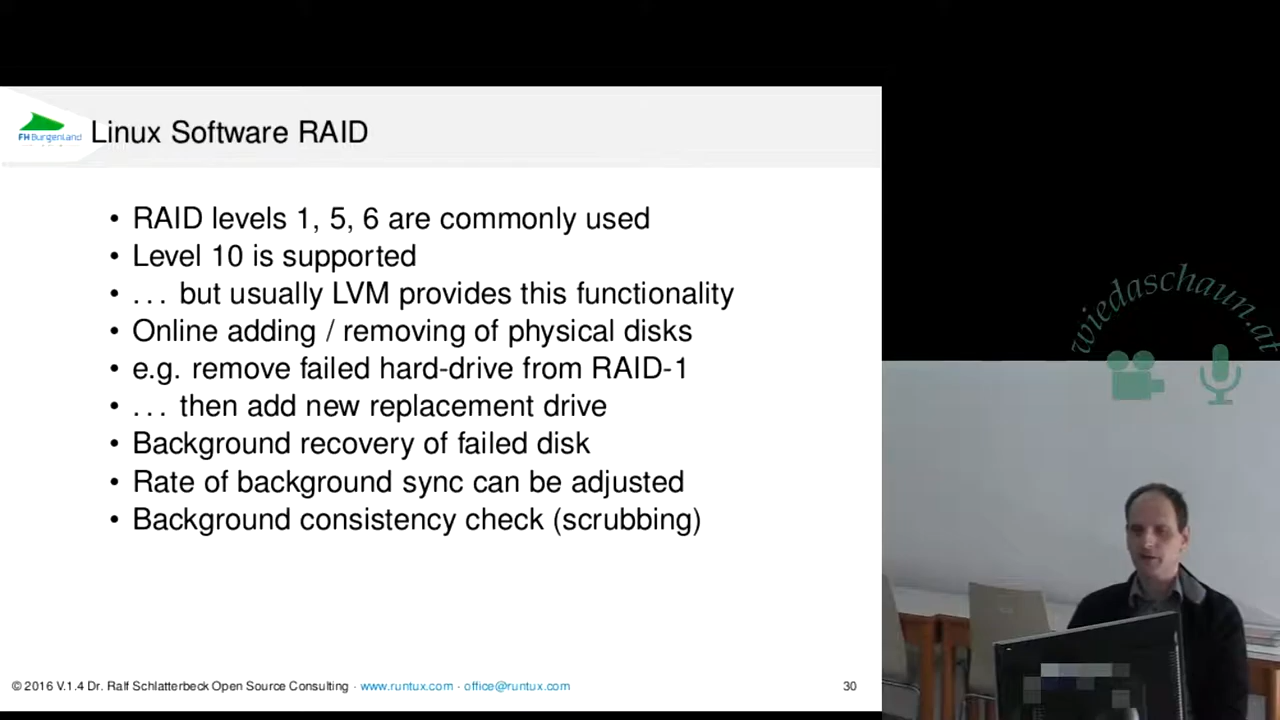 FH Burgenland
Linux Software RAID
• RAID levels 1, 5, 6 are commonly used
• Level 10 is supported
• . . . but usually LVM provides this functionality
• Online adding / removing of physical disks
• e.g. remove failed hard-drive from RAID-1
• . . . then add new replacement drive
• Background recovery of failed disk
• Rate of background sync can be adjusted
• Background consistency check (scrubbing)
© 2016 V.1.4 Dr. Ralf Schlatterbeck Open Source Consulting · www.runtux.com · office@runtux.com
30
wiedaschaun.at